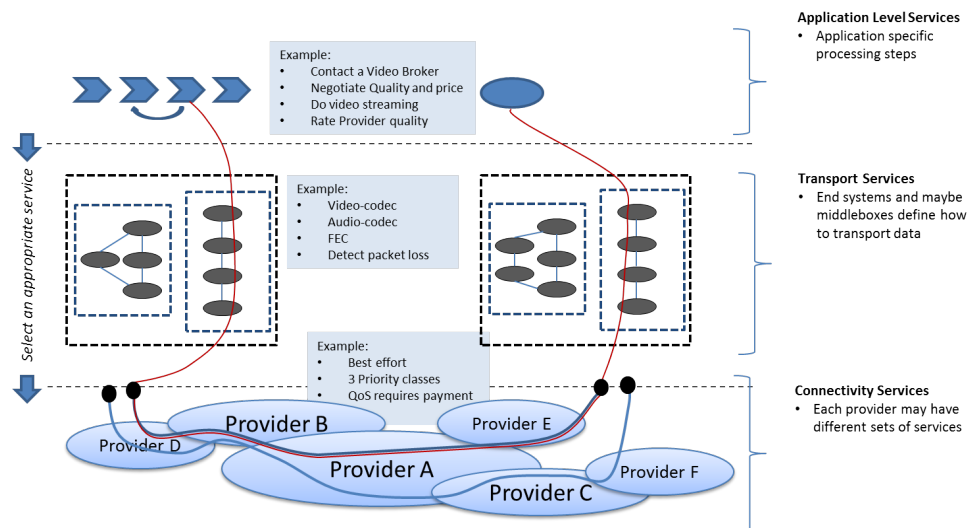 Application Level Services
• Application specific
processing steps
Example:
• Contact a Video Broker
• Negotiate Quality and price
• Do video streaming
• Rate Provider quality
Select an appropriate service
Transport Services
• End systems and maybe
middleboxes define how
to transport data
Example:
• Video-codec
• Audio-codec
• FEC
• Detect packet loss
Example:
• Best effort
• 3 Priority classes
• QoS requires payment
Connectivity Services
• Each provider may have
different sets of services
Provider B
Provider E
Provider D
Provider A
Provider F
Provider C